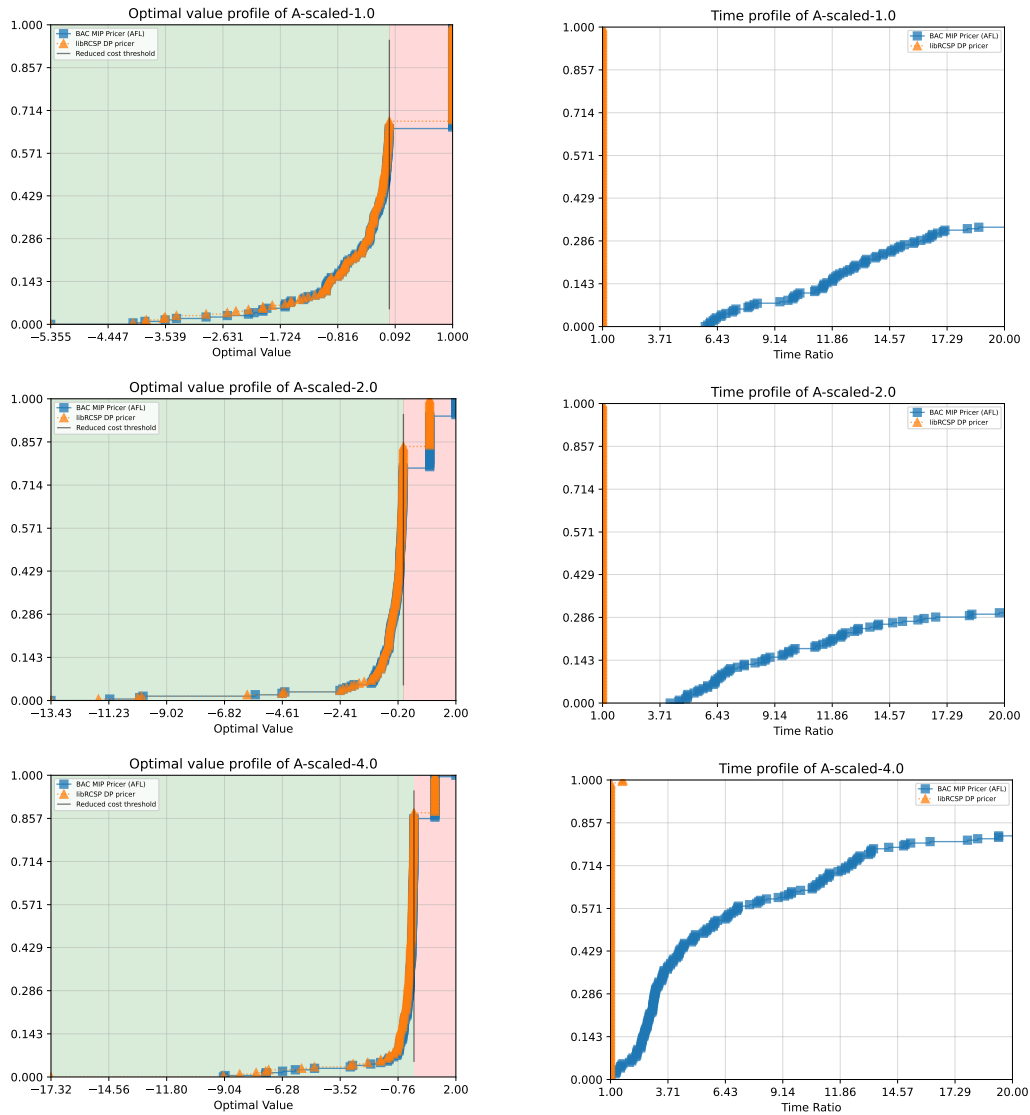 Optimal value profile of A-scaled-1.0
1.000
0.857
0.714
0.571
0.429
0.286
0.143
0.000
BAC MIP Pricer (AFL)
libRCSP DP pricer
Reduced cost threshold
−5.355 −4.447 −3.539 −2.631 −1.724 −0.816 0.092 1.000
Optimal Value
Time profile of A-scaled-1.0
1.000
0.857
0.714
0.571
0.429
0.286
0.143
0.000
BAC MIP Pricer (AFL)
libRCSP DP pricer
1.00 3.71 6.43 9.14 11.86 14.57 17.29 20.00
Time Ratio
Optimal value profile of A-scaled-2.0
1.000
0.857
0.714
0.571
0.429
0.286
0.143
0.000
BAC MIP Pricer (AFL)
libRCSP DP pricer
Reduced cost threshold
−13.43 −11.23 −9.02 −6.82 −4.61 −2.41 −0.20 2.00
Optimal Value
Time profile of A-scaled-2.0
1.000
0.857
0.714
0.571
0.429
0.286
0.143
0.000
BAC MIP Pricer (AFL)
libRCSP DP pricer
1.00 3.71 6.43 9.14 11.86 14.57 17.29 20.00
Time Ratio
Optimal value profile of A-scaled-4.0
1.000
0.857
0.714
0.571
0.429
0.286
0.143
0.000
BAC MIP Pricer (AFL)
libRCSP DP pricer
Reduced cost threshold
−17.32 −14.56 −11.80 −9.04 −6.28 −3.52 −0.76 2.00
Optimal Value
Time profile of A-scaled-4.0
1.000
0.857
0.714
0.571
0.429
0.286
0.143
0.000
BAC MIP Pricer (AFL)
libRCSP DP pricer
1.00 3.71 6.43 9.14 11.86 14.57 17.29 20.00
Time Ratio